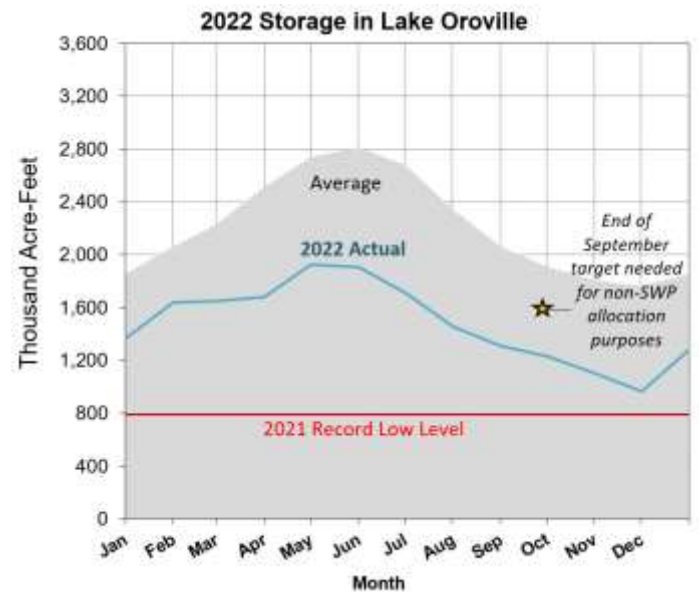 2022 Storage in Lake Oroville
3,600
3,200
2,800
2,400
2,000
1,600
1,200
800
400
0
Thousand Acre-Feet
Average
2022 Actual
End of
September
target needed
for non-SWP
allocation
purposes
2021 Record Low Level
Jan Feb Mar Apr May Jun Jul Aug Sep Oct Nov Dec
Month